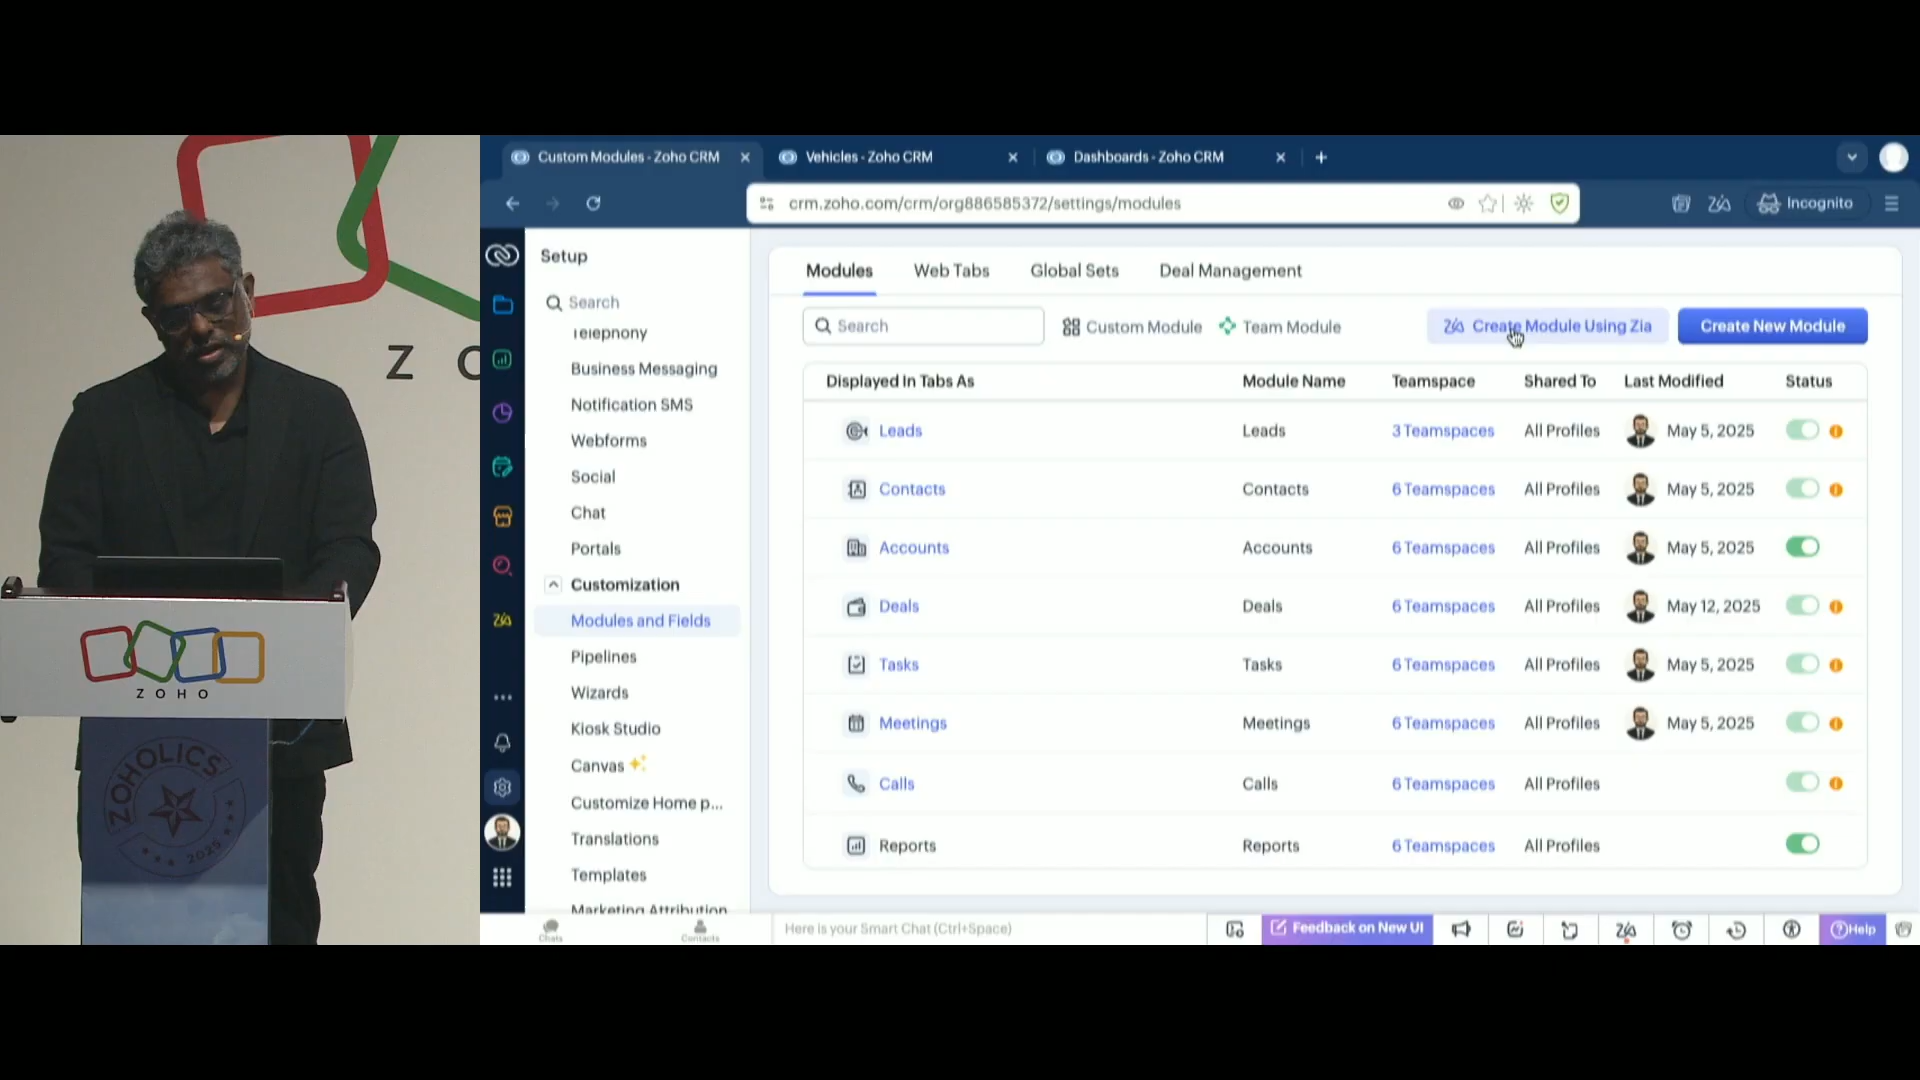 Z O
ZOHO
ZOHOLICS
2025
Custom Modules - Zoho CRM
Vehicles - Zoho CRM
Dashboards - Zoho CRM
crm.zoho.com/crm/org886585372/settings/modules
Incognito
Setup
Search
Telephony
Business Messaging
Notification SMS
Webforms
Social
Chat
Portals
Customization
Modules and Fields
Pipelines
Wizards
Kiosk Studio
Canvas
Customize Home p...
Translations
Templates
Marketing Attribution
Modules Web Tabs Global Sets Deal Management
Search Custom Module Team Module Create Module Using Zia Create New Module
Displayed In Tabs As Module Name Teamspace Shared To Last Modified Status
Leads Leads 3 Teamspaces All Profiles May 5, 2025
Contacts Contacts 6 Teamspaces All Profiles May 5, 2025
Accounts Accounts 6 Teamspaces All Profiles May 5, 2025
Deals Deals 6 Teamspaces All Profiles May 12, 2025
Tasks Tasks 6 Teamspaces All Profiles May 5, 2025
Meetings Meetings 6 Teamspaces All Profiles May 5, 2025
Calls Calls 6 Teamspaces All Profiles
Reports Reports 6 Teamspaces All Profiles
Chats Contacts Here is your Smart Chat (Ctrl+Space) Feedback on New UI Help